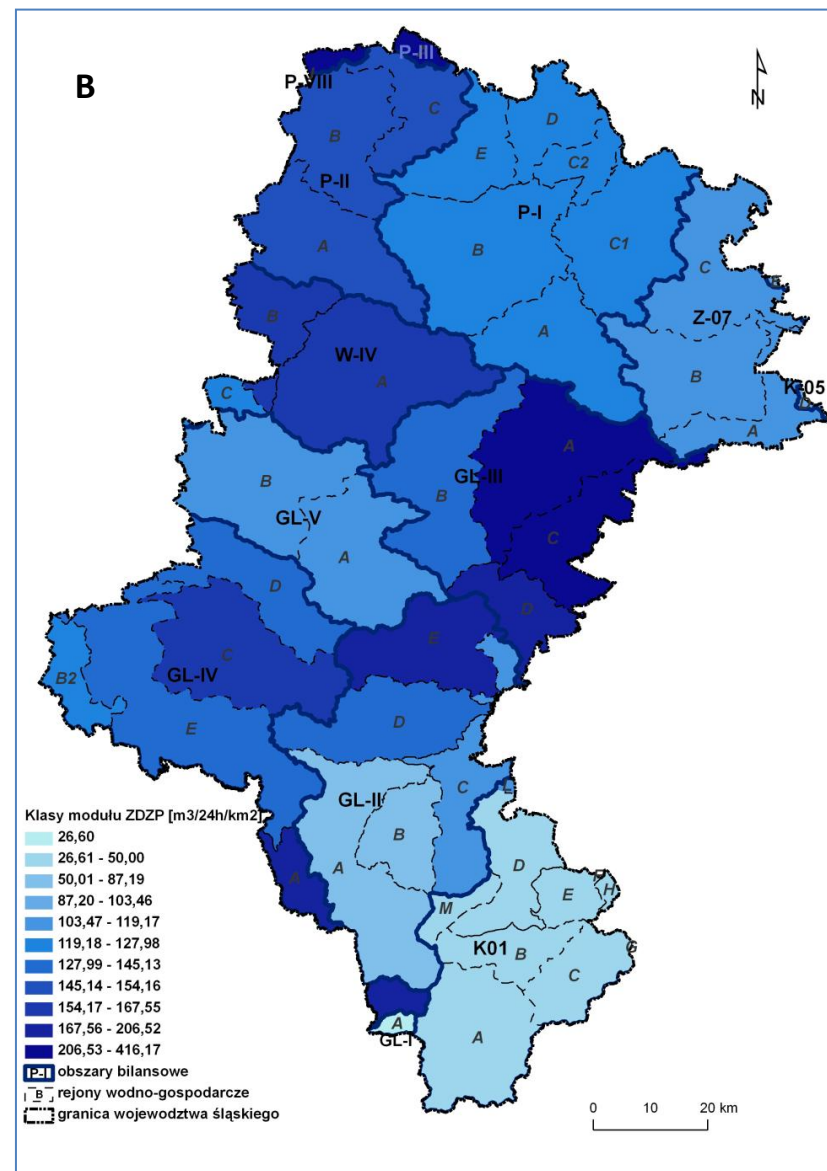 B
P-III
P-VIII
N
C
D
B
E
C2
P-II
P-I
A
B
C1
C
B
Z-07
A
W-IV
A
B
K-05
C
A
A
B
GL-III
B
GL-V
C
A
D
D
E
C
B2
GL-IV
E
D
GL-II
C
L
B
D
A
A
E
H
M
K01
B
C
G
A
A
GL-I
Klasy modułu ZDZP [m3/24h/km2]
26,60
26,61 - 50,00
50,01 - 87,19
87,20 - 103,46
103,47 - 119,17
119,18 - 127,98
127,99 - 145,13
145,14 - 154,16
154,17 - 167,55
167,56 - 206,52
206,53 - 416,17
P-I obszary bilansowe
B rejony wodno-gospodarcze
granica wojewodztwa śląskiego
0 10 20 km